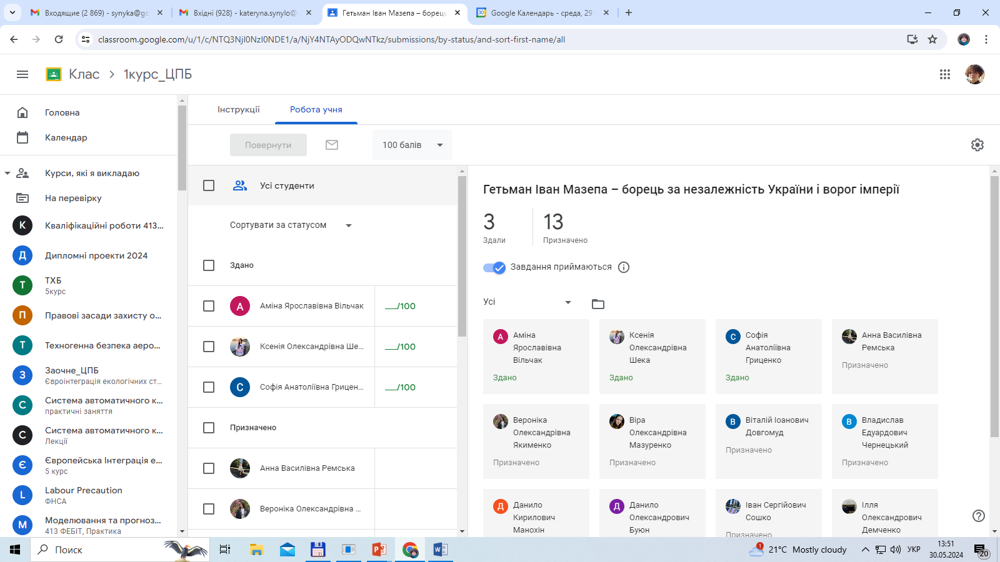 Входящие (2 869) - synyka@go
Вхідні (928) - kateryna.synylo@
Гетьман Іван Мазепа – борець
Google Календарь - среда, 29
classroom.google.com/u/1/c/NTQ3NjI0NzI0NDE1/a/NjY4NTAyODQwNTkz/submissions/by-status/and-sort-first-name/all
Клас
1курс_ЦПБ
Головна
Календар
Курси, які я викладаю
На перевірку
К
Кваліфікаційні роботи 413...
Д
Дипломні проекти 2024
Т
ТХБ
5курс
П
Правові засади захисту о...
Т
Техногенна безпека аеро...
З
Заочне_ЦПБ
Євроінтеграція екологічних ст...
С
Система автоматичного к...
практичні заняття
С
Система автоматичного к...
Лекції
Є
Європейська Інтеграція е...
5 курс
L
Labour Precaution
ФНСА
М
Моделювання та прогноз...
413 ФЕБІТ, Практика
Інструкції
Робота учня
Повернути
100 балів
Усі студенти
Сортувати за статусом
Здано
А
Аміна Ярославівна Вільчак
__/100
Ксенія Олександрівна Ше...
__/100
С
Софія Анатоліївна Грицен...
__/100
Призначено
Анна Василівна Ремська
Вероніка Олександрівна ...
Гетьман Іван Мазепа – борець за незалежність України і ворог імперії
3
Здали
13
Призначено
Завдання приймаються
Усі
А
Аміна
Ярославівна
Вільчак
Здано
Ксенія
Олександрівна
Шека
Здано
С
Софія
Анатоліївна
Гриценко
Здано
Анна Василівна
Ремська
Призначено
Вероніка
Олександрівна
Якименко
Призначено
Віра
Олександрівна
Мазуренко
Призначено
В
Віталій Іоанович
Довгомуд
Призначено
В
Владислав
Едуардович
Чернецький
Призначено
Д
Данило
Кирилович
Манохін
Д
Данило
Олександрович
Буюн
Іван Сергійович
Сошко
Призначено
Ілля
Олександрович
Демченко
Поиск
1
21°C Mostly cloudy
УКР
13:51
30.05.2024
20